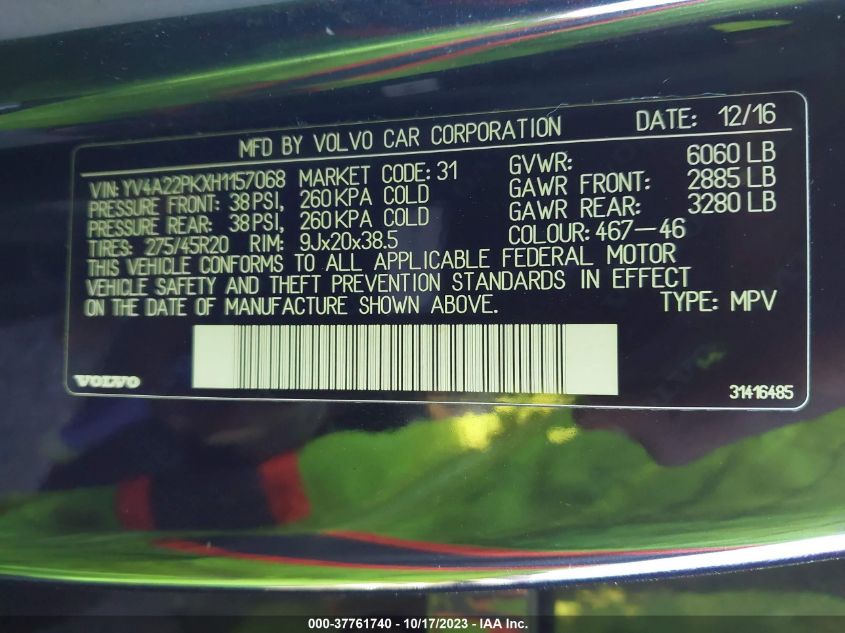 MFD BY VOLVO CAR CORPORATION DATE: 12/16
VIN: YV4A22PKXH1157068 MARKET CODE: 31 GVWR: 6060 LB
PRESSURE FRONT: 38 PSI, 260 KPA COLD GAWR FRONT: 2885 LB
PRESSURE REAR: 38 PSI, 260 KPA COLD GAWR REAR: 3280 LB
TIRES: 275/45R20 RIM: 9Jx20x38.5 COLOUR: 467-46
THIS VEHICLE CONFORMS TO ALL APPLICABLE FEDERAL MOTOR
VEHICLE SAFETY AND THEFT PREVENTION STANDARDS IN EFFECT
ON THE DATE OF MANUFACTURE SHOWN ABOVE. TYPE: MPV
VOLVO 31416485
000-37761740 - 10/17/2023 - IAA Inc.